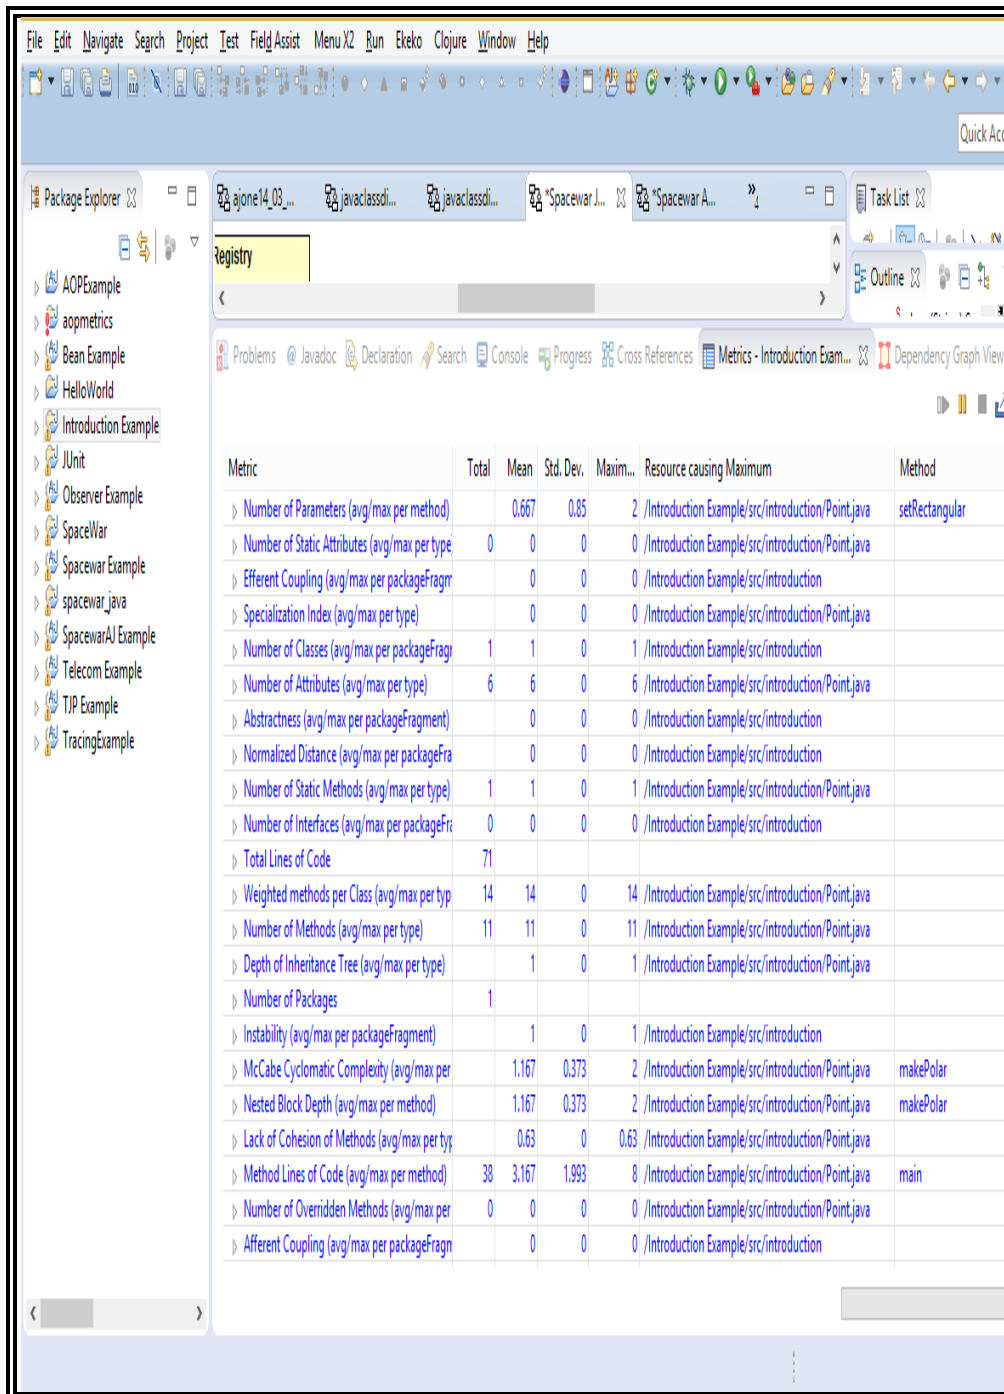 File Edit Navigate Search Project Test Field Assist Menu X2 Run Ekeko Clojure Window Help
Quick Acc
Package Explorer
ajone14_03_... javaclassdi... javaclassdi... *Spacewar J... *Spacewar A... »4
Task List
Registry
Outline
AOPExample
aopmetrics
Bean Example
HelloWorld
Introduction Example
JUnit
Observer Example
SpaceWar
Spacewar Example
spacewar_java
SpacewarAJ Example
Telecom Example
TJP Example
TracingExample
Problems @ Javadoc Declaration Search Console Progress Cross References Metrics - Introduction Exam... Dependency Graph View
Metric Total Mean Std. Dev. Maxim... Resource causing Maximum Method
Number of Parameters (avg/max per method) 0.667 0.85 2 /Introduction Example/src/introduction/Point.java setRectangular
Number of Static Attributes (avg/max per type 0 0 0 0 /Introduction Example/src/introduction/Point.java
Efferent Coupling (avg/max per packageFragm 0 0 0 /Introduction Example/src/introduction
Specialization Index (avg/max per type) 0 0 0 /Introduction Example/src/introduction/Point.java
Number of Classes (avg/max per packageFragr 1 1 0 1 /Introduction Example/src/introduction
Number of Attributes (avg/max per type) 6 6 0 6 /Introduction Example/src/introduction/Point.java
Abstractness (avg/max per packageFragment) 0 0 0 /Introduction Example/src/introduction
Normalized Distance (avg/max per packageFra 0 0 0 /Introduction Example/src/introduction
Number of Static Methods (avg/max per type) 1 1 0 1 /Introduction Example/src/introduction/Point.java
Number of Interfaces (avg/max per packageFra 0 0 0 0 /Introduction Example/src/introduction
Total Lines of Code 71
Weighted methods per Class (avg/max per typ 14 14 0 14 /Introduction Example/src/introduction/Point.java
Number of Methods (avg/max per type) 11 11 0 11 /Introduction Example/src/introduction/Point.java
Depth of Inheritance Tree (avg/max per type) 1 0 1 /Introduction Example/src/introduction/Point.java
Number of Packages 1
Instability (avg/max per packageFragment) 1 0 1 /Introduction Example/src/introduction
McCabe Cyclomatic Complexity (avg/max per 1.167 0.373 2 /Introduction Example/src/introduction/Point.java makePolar
Nested Block Depth (avg/max per method) 1.167 0.373 2 /Introduction Example/src/introduction/Point.java makePolar
Lack of Cohesion of Methods (avg/max per typ 0.63 0 0.63 /Introduction Example/src/introduction/Point.java
Method Lines of Code (avg/max per method) 38 3.167 1.993 8 /Introduction Example/src/introduction/Point.java main
Number of Overridden Methods (avg/max per 0 0 0 0 /Introduction Example/src/introduction/Point.java
Afferent Coupling (avg/max per packageFragm 0 0 0 /Introduction Example/src/introduction